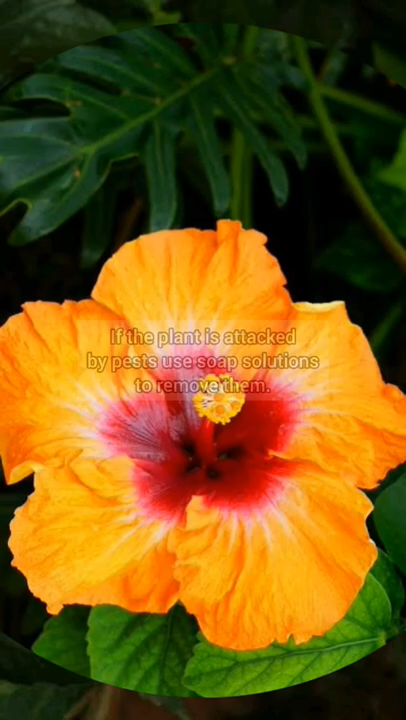 If the plant is attacked
by pests use soap solutions
to remove them.